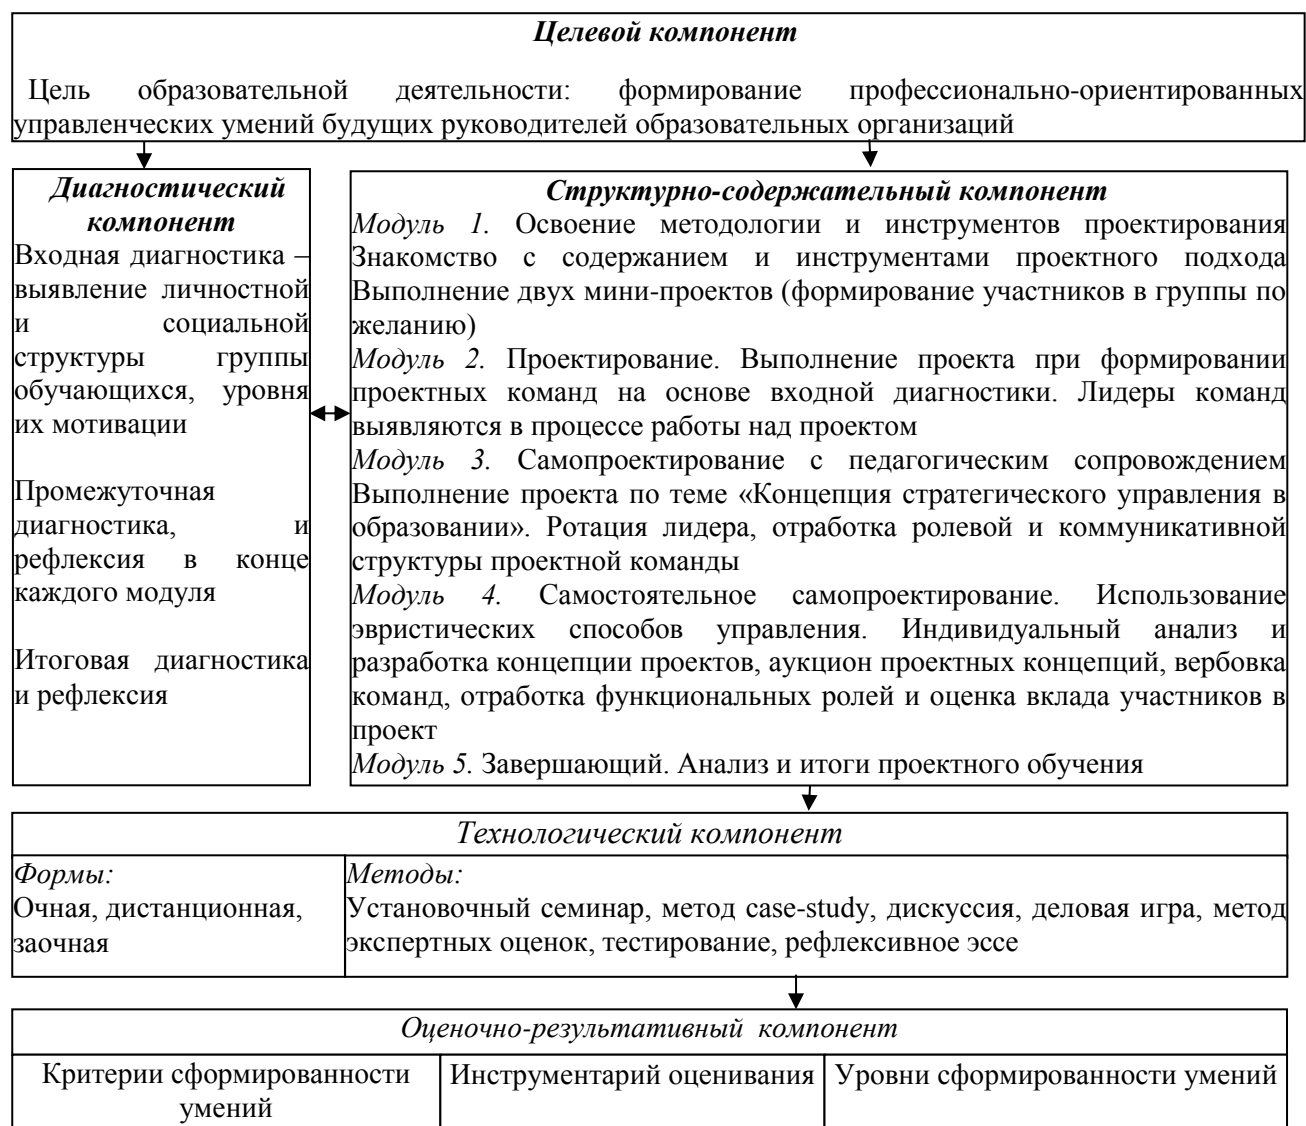 Целевой компонент
Цель образовательной деятельности: формирование профессионально-ориентированных
управленческих умений будущих руководителей образовательных организаций
Диагностический
компонент
Входная диагностика –
выявление личностной
и социальной
структуры группы
обучающихся, уровня
их мотивации
Промежуточная
диагностика, и
рефлексия в конце
каждого модуля
Итоговая диагностика
и рефлексия
Структурно-содержательный компонент
Модуль 1. Освоение методологии и инструментов проектирования
Знакомство с содержанием и инструментами проектного подхода
Выполнение двух мини-проектов (формирование участников в группы по
желанию)
Модуль 2. Проектирование. Выполнение проекта при формировании
проектных команд на основе входной диагностики. Лидеры команд
выявляются в процессе работы над проектом
Модуль 3. Самопроектирование с педагогическим сопровождением
Выполнение проекта по теме «Концепция стратегического управления в
образовании». Ротация лидера, отработка ролевой и коммуникативной
структуры проектной команды
Модуль 4. Самостоятельное самопроектирование. Использование
эвристических способов управления. Индивидуальный анализ и
разработка концепции проектов, аукцион проектных концепций, вербовка
команд, отработка функциональных ролей и оценка вклада участников в
проект
Модуль 5. Завершающий. Анализ и итоги проектного обучения
Технологический компонент
Формы:
Очная, дистанционная,
заочная
Методы:
Установочный семинар, метод case-study, дискуссия, деловая игра, метод
экспертных оценок, тестирование, рефлексивное эссе
Оценочно-результативный компонент
Критерии сформированности
умений
Инструментарий оценивания
Уровни сформированности умений